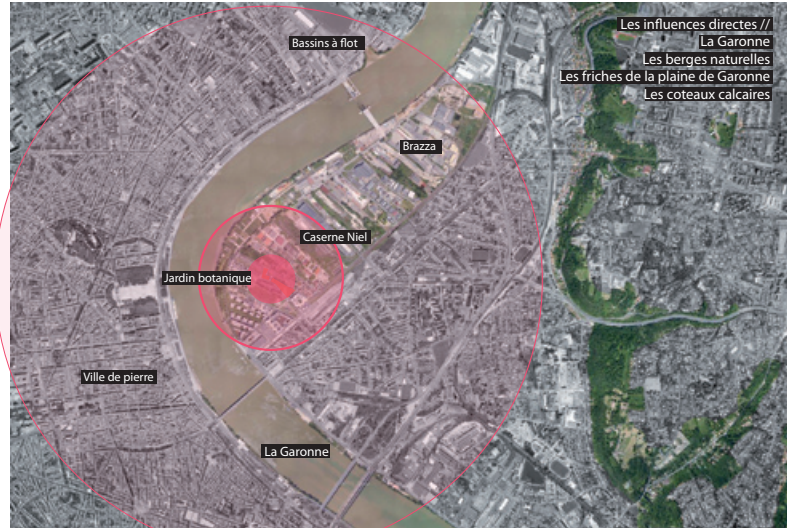 Les influences directes //
La Garonne
Les berges naturelles
Les friches de la plaine de Garonne
Les coteaux calcaires
Bassins à flot
Brazza
Caserne Niel
Jardin botanique
Ville de pierre
La Garonne